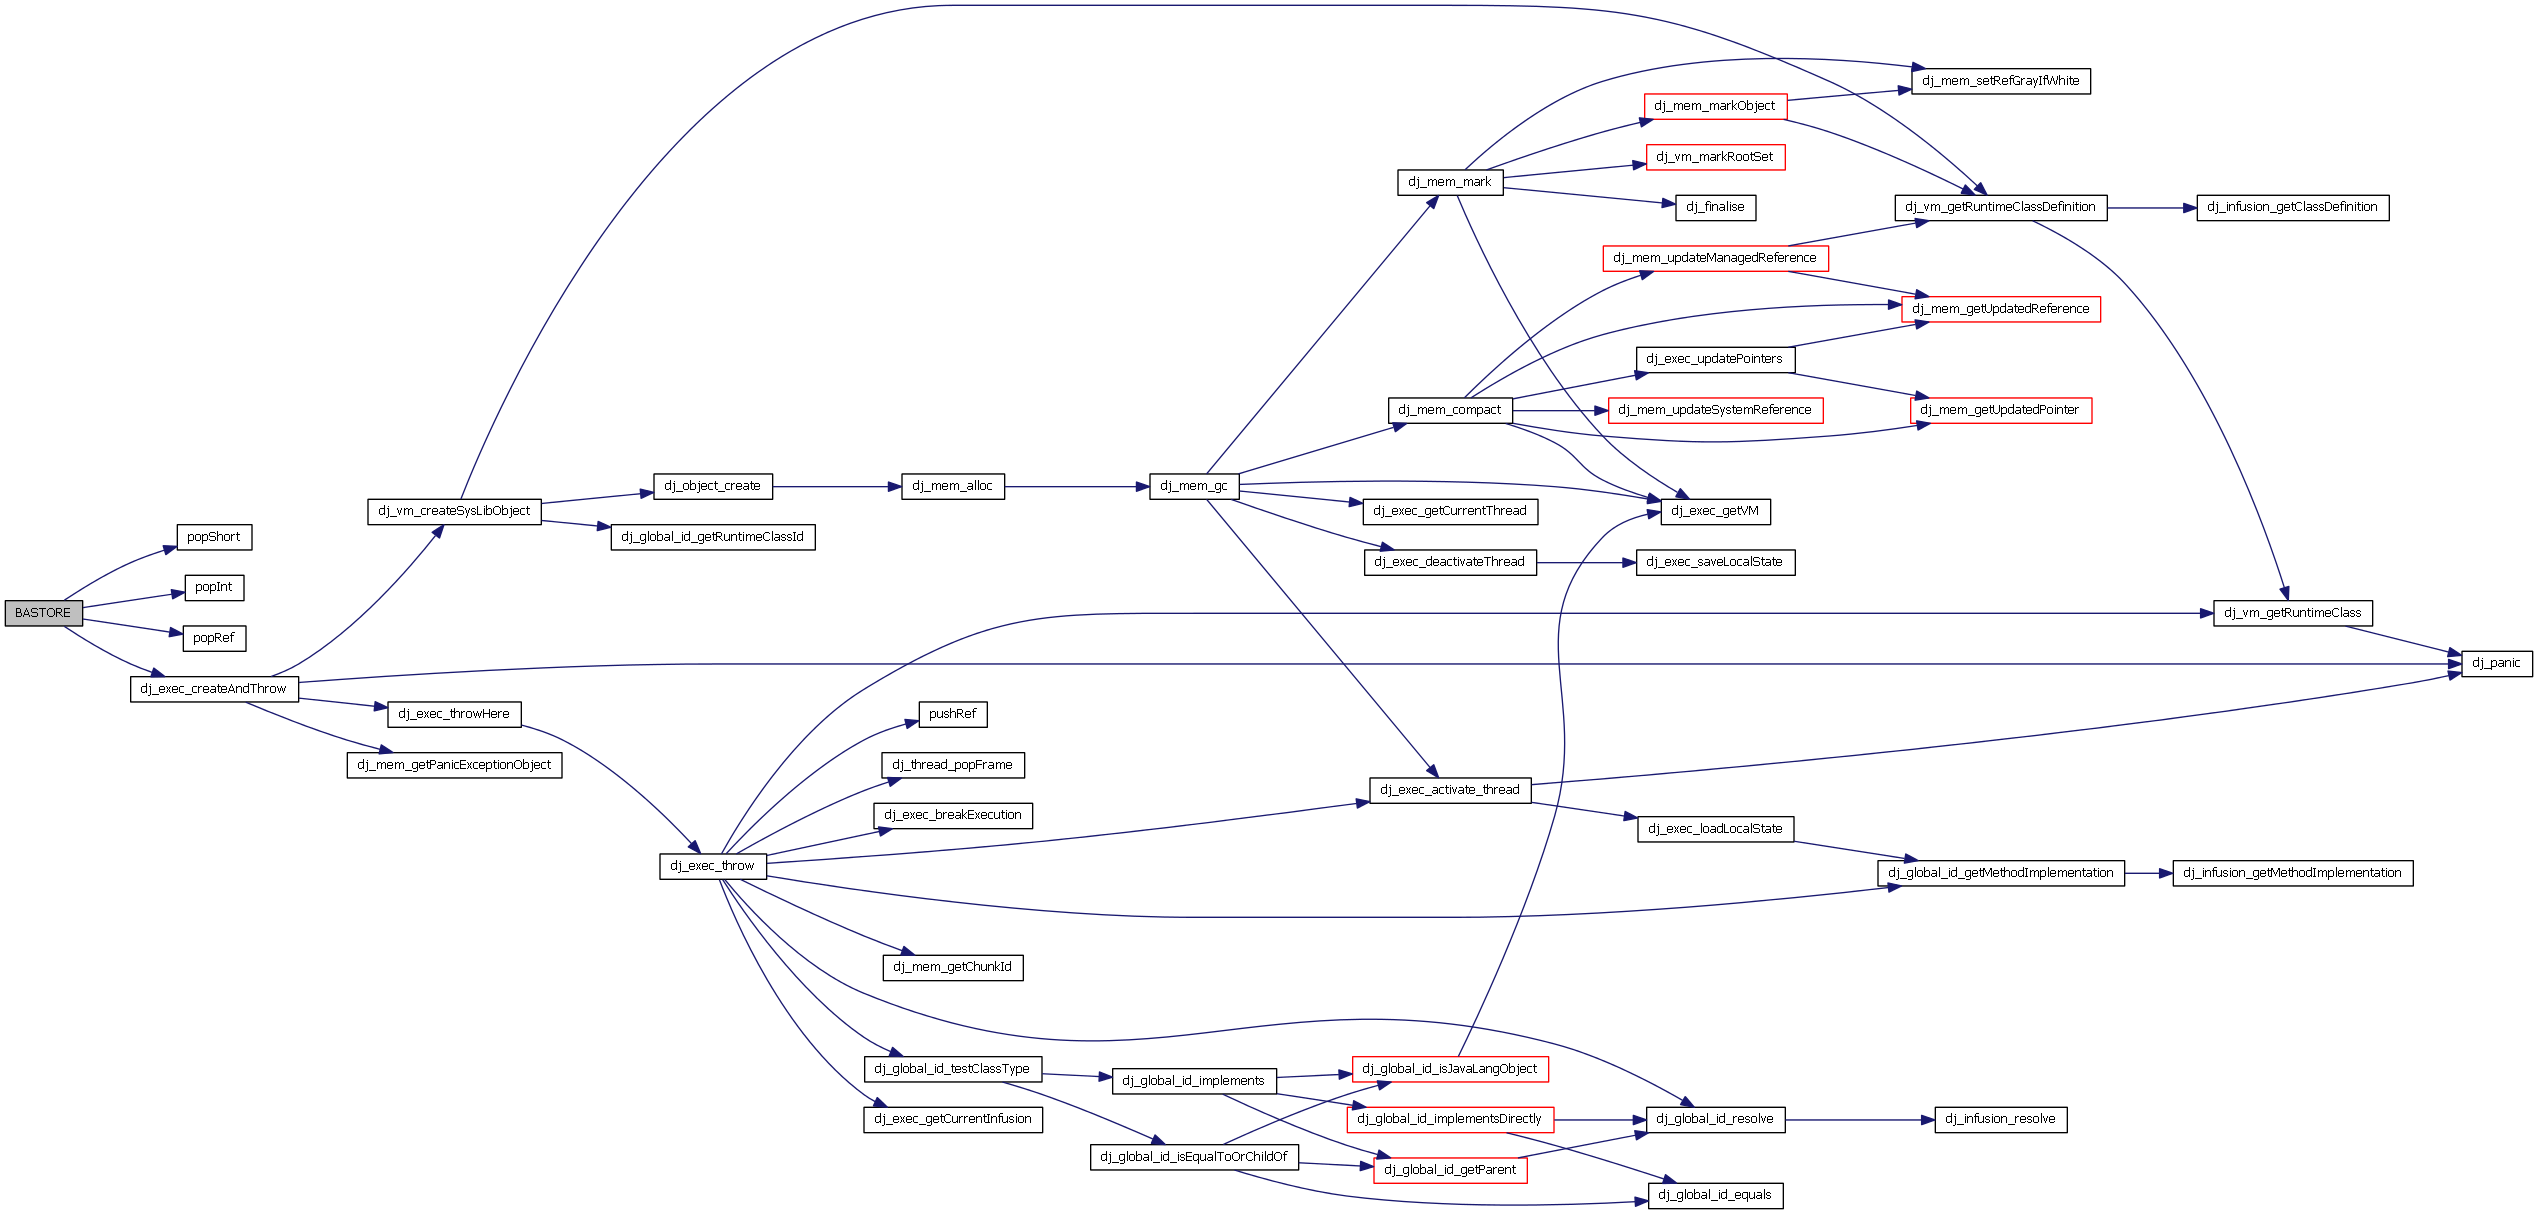 dj_mem_setRefGrayIfWhite
dj_mem_markObject
dj_vm_markRootSet
dj_mem_mark
dj_finalise
dj_vm_getRuntimeClassDefinition
dj_infusion_getClassDefinition
dj_mem_updateManagedReference
dj_mem_getUpdatedReference
dj_exec_updatePointers
dj_mem_compact
dj_mem_updateSystemReference
dj_mem_getUpdatedPointer
dj_object_create
dj_mem_alloc
dj_mem_gc
dj_vm_createSysLibObject
dj_exec_getCurrentThread
dj_exec_getVM
popShort
dj_global_id_getRuntimeClassId
dj_exec_deactivateThread
dj_exec_saveLocalState
popInt
BASTORE
dj_vm_getRuntimeClass
popRef
dj_panic
dj_exec_createAndThrow
dj_exec_throwHere
pushRef
dj_mem_getPanicExceptionObject
dj_thread_popFrame
dj_exec_activate_thread
dj_exec_breakExecution
dj_exec_loadLocalState
dj_exec_throw
dj_global_id_getMethodImplementation
dj_infusion_getMethodImplementation
dj_mem_getChunkId
dj_global_id_testClassType
dj_global_id_implements
dj_global_id_isJavaLangObject
dj_exec_getCurrentInfusion
dj_global_id_implementsDirectly
dj_global_id_resolve
dj_infusion_resolve
dj_global_id_isEqualToOrChildOf
dj_global_id_getParent
dj_global_id_equals